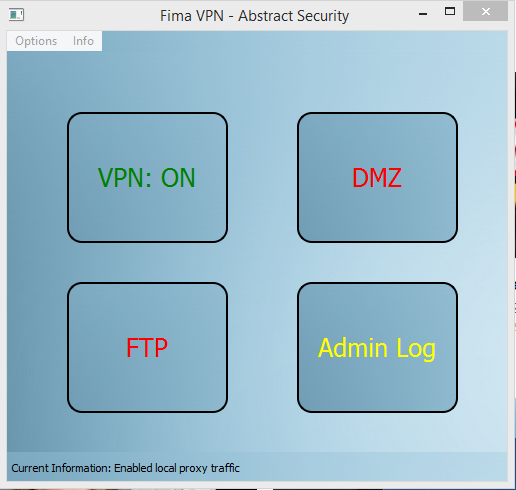 Fima VPN - Abstract Security
Options Info
VPN: ON
DMZ
FTP
Admin Log
Current Information: Enabled local proxy traffic